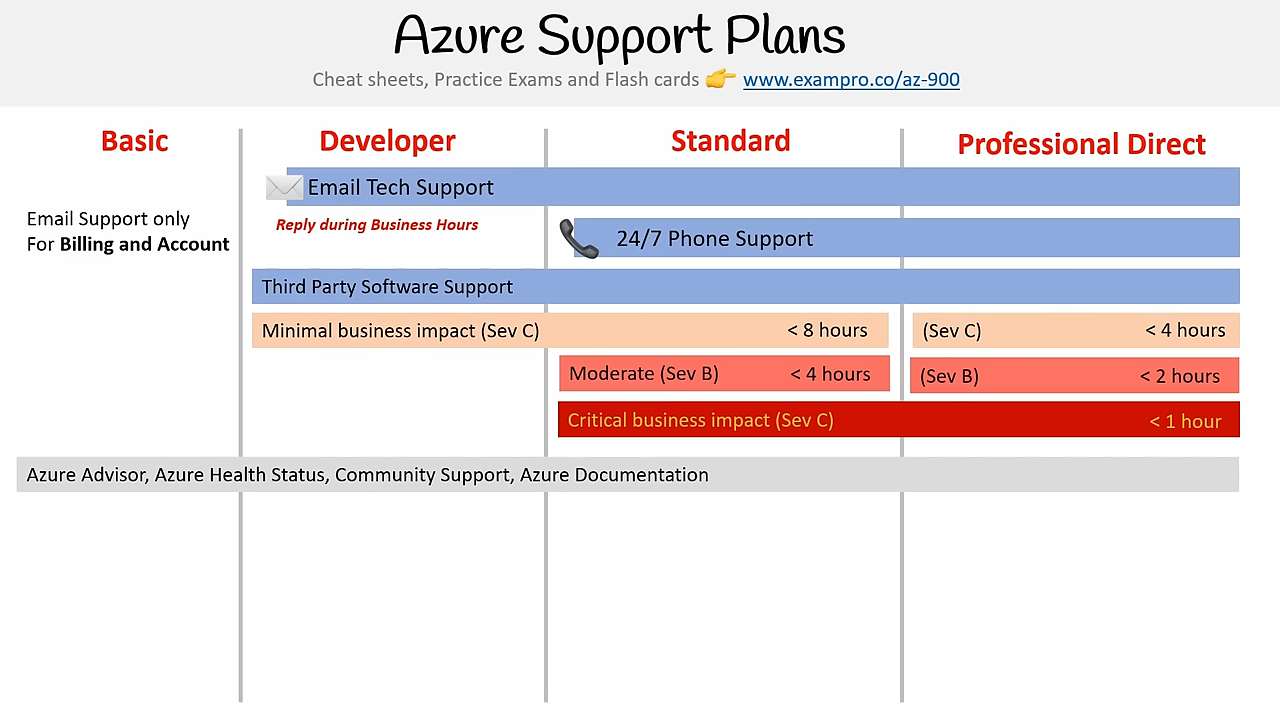 Azure Support Plans
Cheat sheets, Practice Exams and Flash cards www.exampro.co/az-900
Basic Developer Standard Professional Direct
Email Tech Support
Email Support only
For Billing and Account
Reply during Business Hours
24/7 Phone Support
Third Party Software Support
Minimal business impact (Sev C) < 8 hours (Sev C) < 4 hours
Moderate (Sev B) < 4 hours (Sev B) < 2 hours
Critical business impact (Sev C) < 1 hour
Azure Advisor, Azure Health Status, Community Support, Azure Documentation